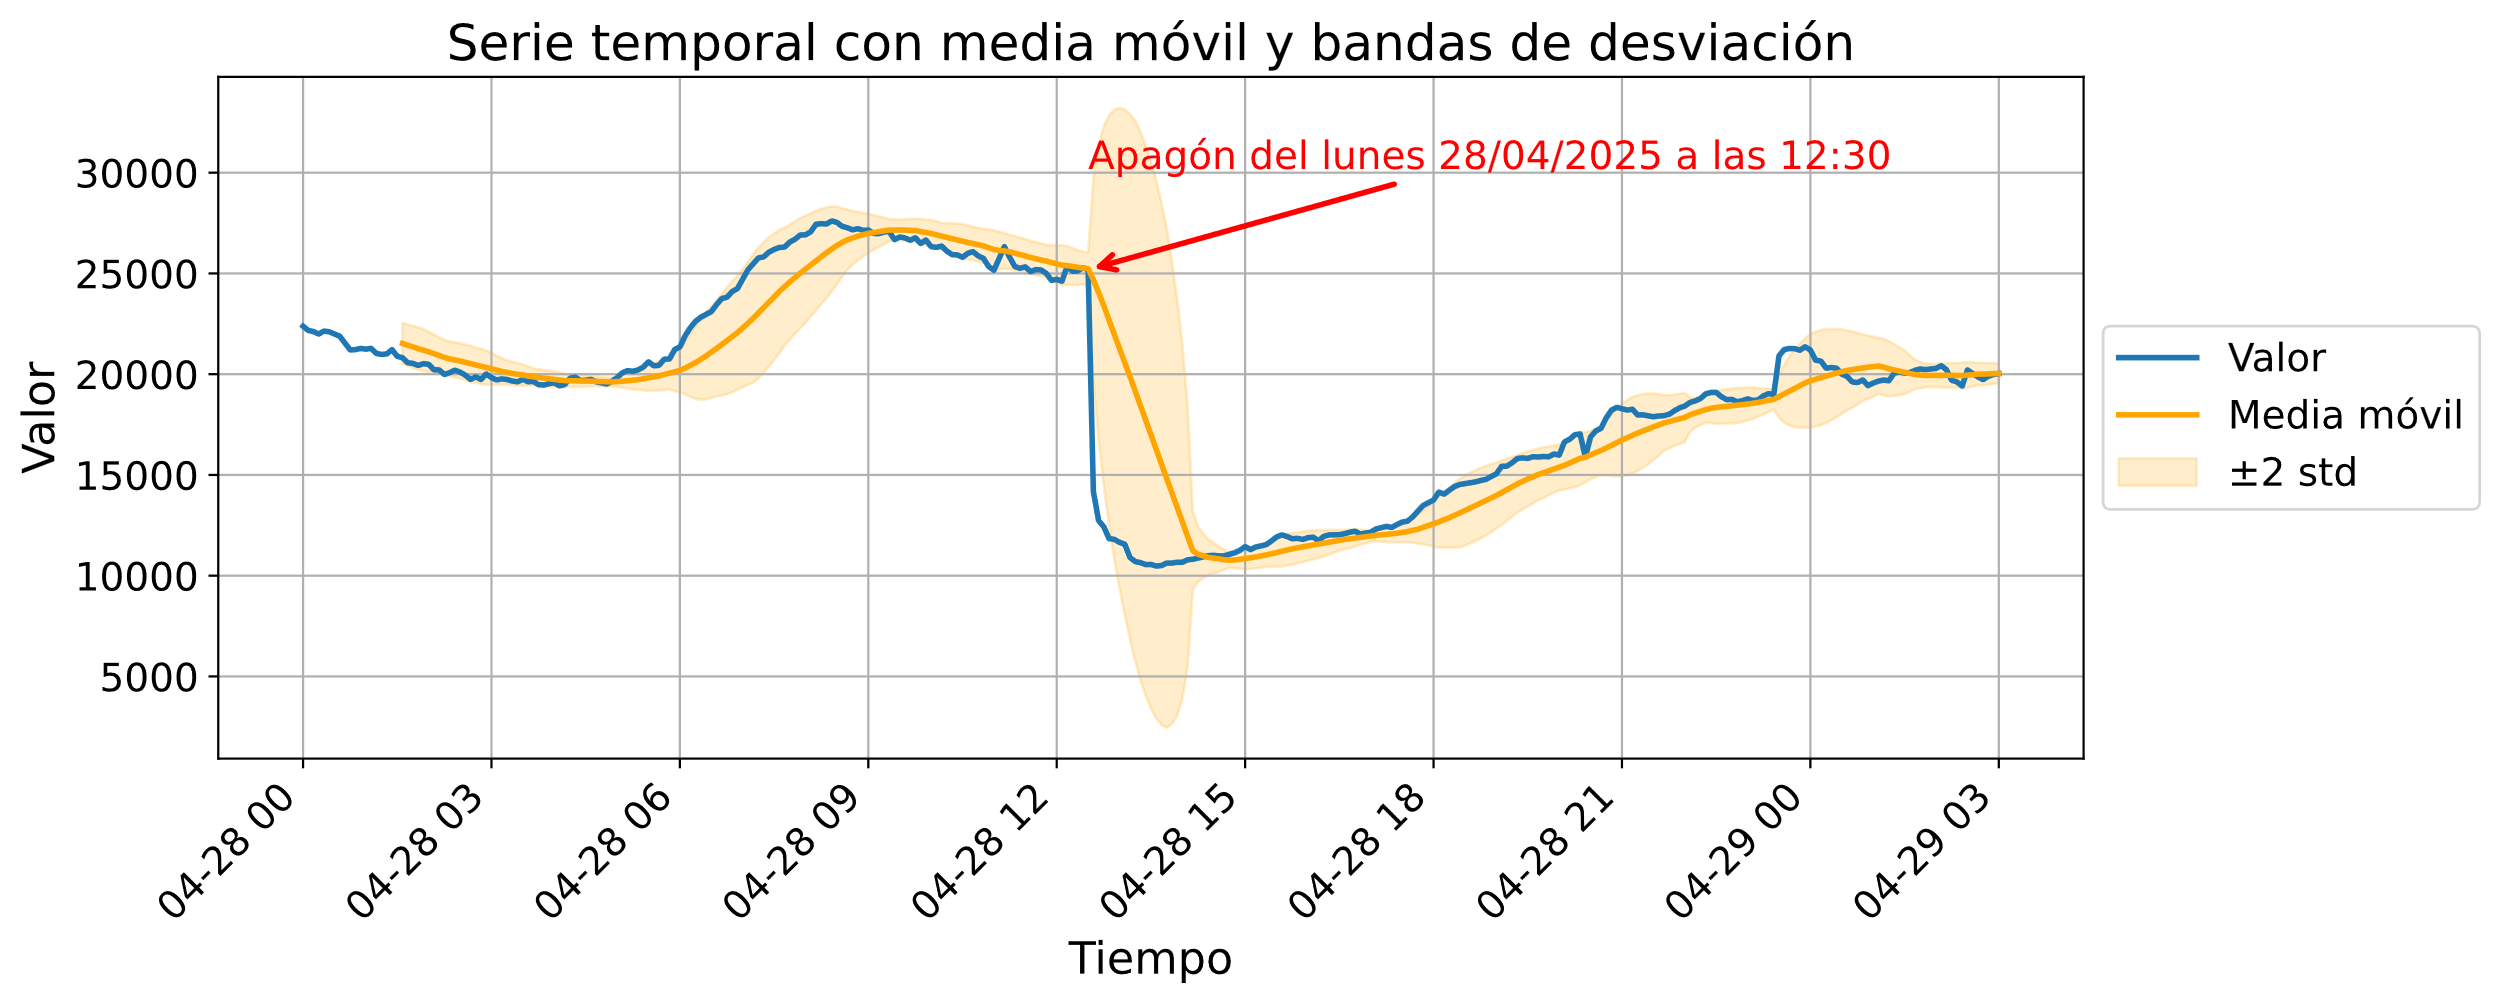 Serie temporal con media móvil y bandas de desviación
Apagón del lunes 28/04/2025 a las 12:30
30000
25000
20000
15000
10000
5000
Valor
Valor
Media móvil
±2 std
04-28 00
04-28 03
04-28 06
04-28 09
04-28 12
04-28 15
04-28 18
04-28 21
04-29 00
04-29 03
Tiempo